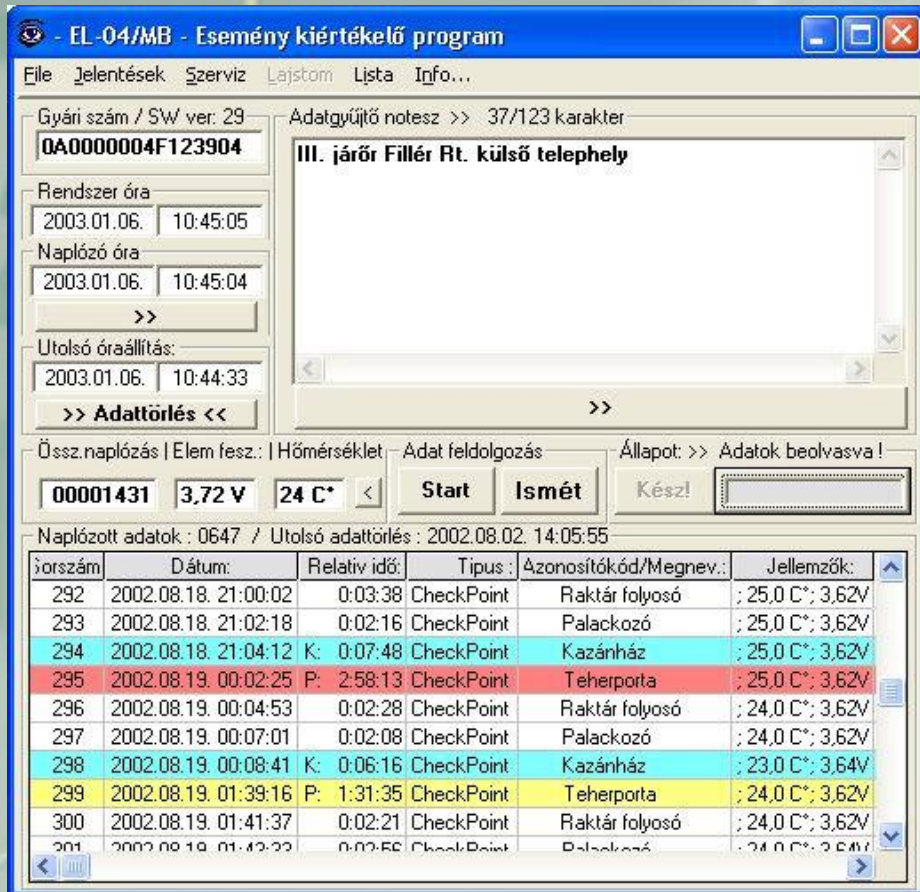 - EL-04/MB - Esemény kiértékelő program
File Jelentések Szerviz Lajstom Lista Info...
Gyári szám / SW ver: 29
0A0000004F123904
Adatgyűjtő notesz >> 37/123 karakter
III. járőr Fillér Rt. külső telephely
Rendszer óra
2003.01.06. 10:45:05
Naplózó óra
2003.01.06. 10:45:04
>>
Utolsó óraállítás:
2003.01.06. 10:44:33
>> Adattörlés <<
>>
Össz.naplózás | Elem fesz.: | Hőmérséklet
00001431 3,72 V 24 C° <
Adat feldolgozás
Start Ismét
Állapot: >> Adatok beolvasva !
Kész!
Naplózott adatok : 0647 / Utolsó adattörlés : 2002.08.02. 14:05:55
Sorszám Dátum: Relativ idő: Tipus : Azonosítókód/Megnev.: Jellemzők:
292 2002.08.18. 21:00:02 0:03:38 CheckPoint Raktár folyosó ; 25,0 C°; 3,62V
293 2002.08.18. 21:02:18 0:02:16 CheckPoint Palackozó ; 25,0 C°; 3,62V
294 2002.08.18. 21:04:12 K: 0:07:48 CheckPoint Kazánház ; 25,0 C°; 3,62V
295 2002.08.19. 00:02:25 P: 2:58:13 CheckPoint Teherporta ; 25,0 C°; 3,62V
296 2002.08.19. 00:04:53 0:02:28 CheckPoint Raktár folyosó ; 24,0 C°; 3,62V
297 2002.08.19. 00:07:01 0:02:08 CheckPoint Palackozó ; 24,0 C°; 3,62V
298 2002.08.19. 00:08:41 K: 0:06:16 CheckPoint Kazánház ; 23,0 C°; 3,64V
299 2002.08.19. 01:39:16 P: 1:31:35 CheckPoint Teherporta ; 24,0 C°; 3,62V
300 2002.08.19. 01:41:37 0:02:21 CheckPoint Raktár folyosó ; 24,0 C°; 3,62V
301 2002.08.19. CheckPoint Palackozó ; 24,0 C°; 3,64V